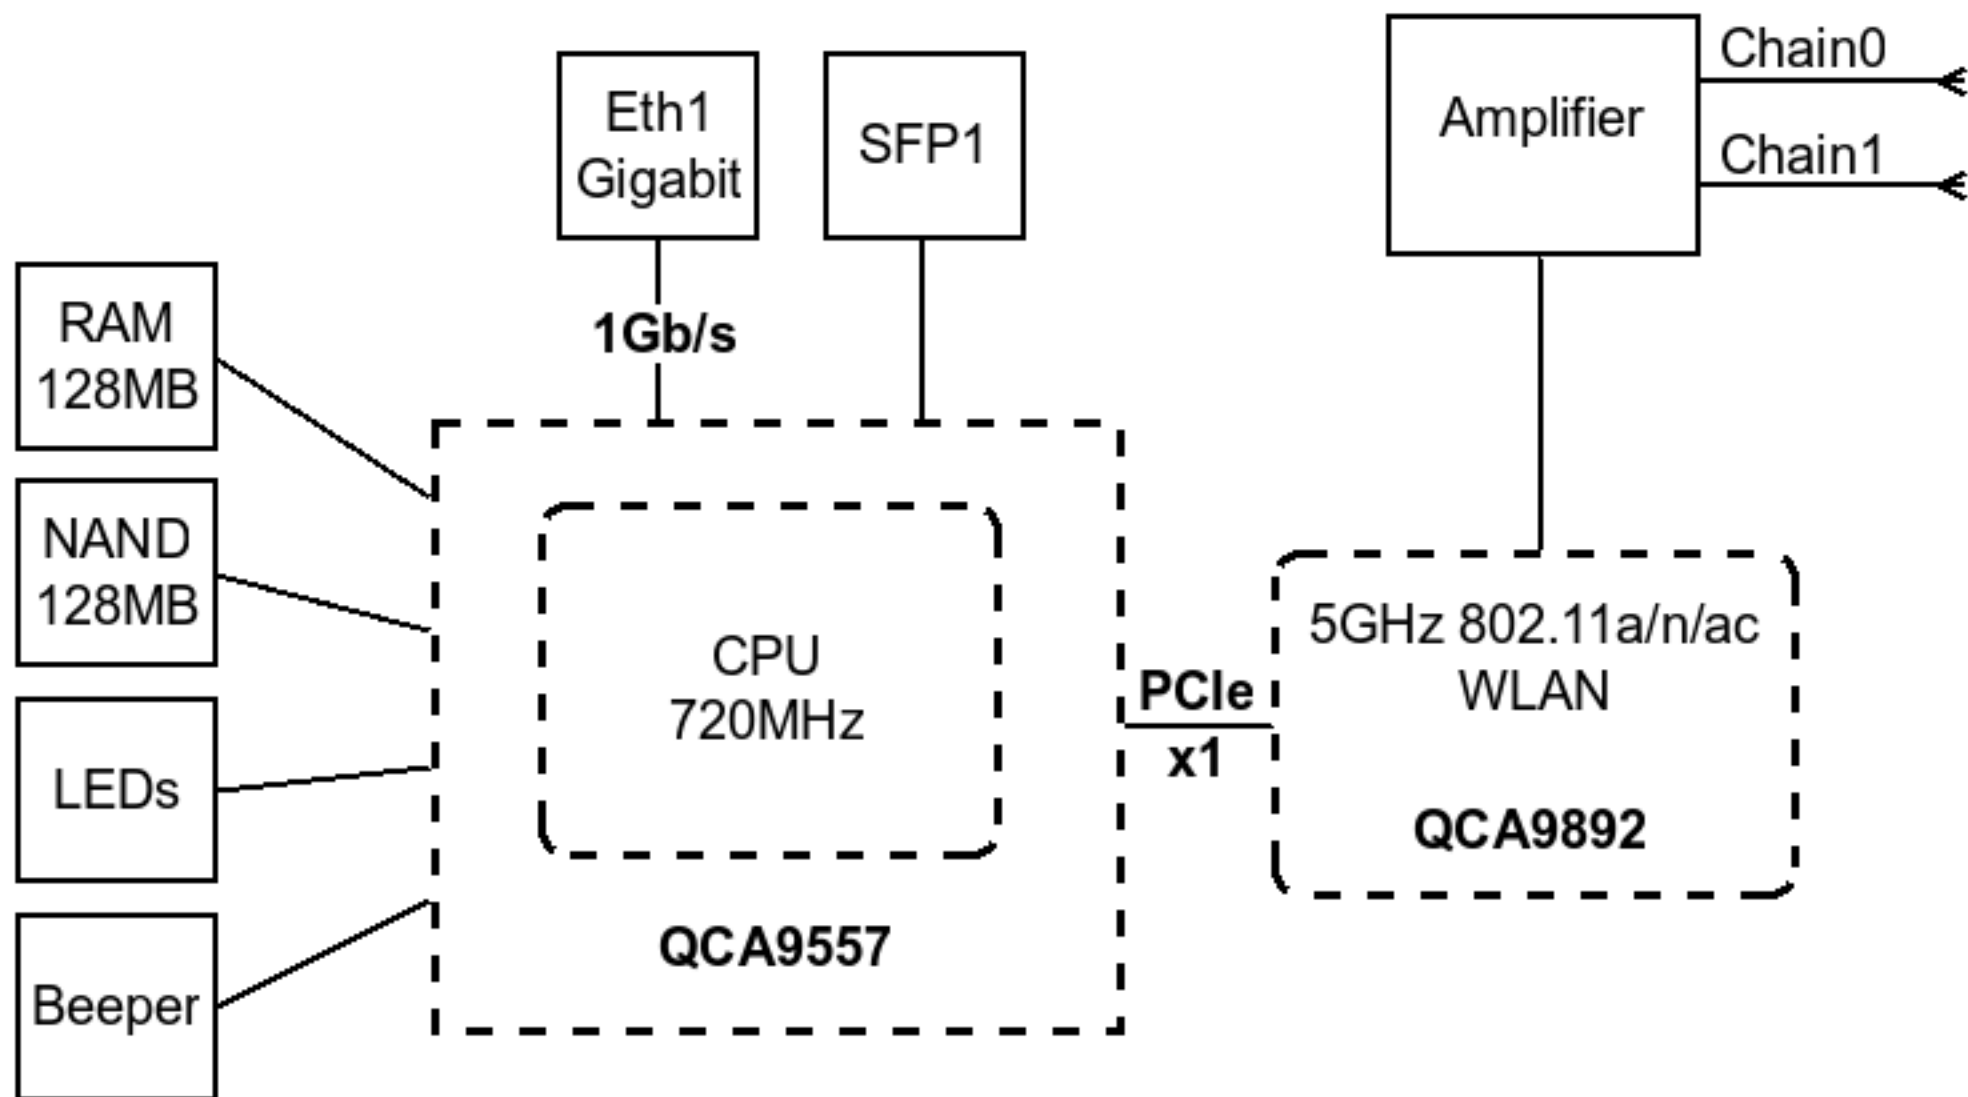 Chain0
Eth1
Gigabit
SFP1
Amplifier
Chain1
RAM
128MB
1Gb/s
NAND
128MB
CPU
720MHz
5GHz 802.11a/n/ac
WLAN
PCIe
x1
LEDs
QCA9892
QCA9557
Beeper